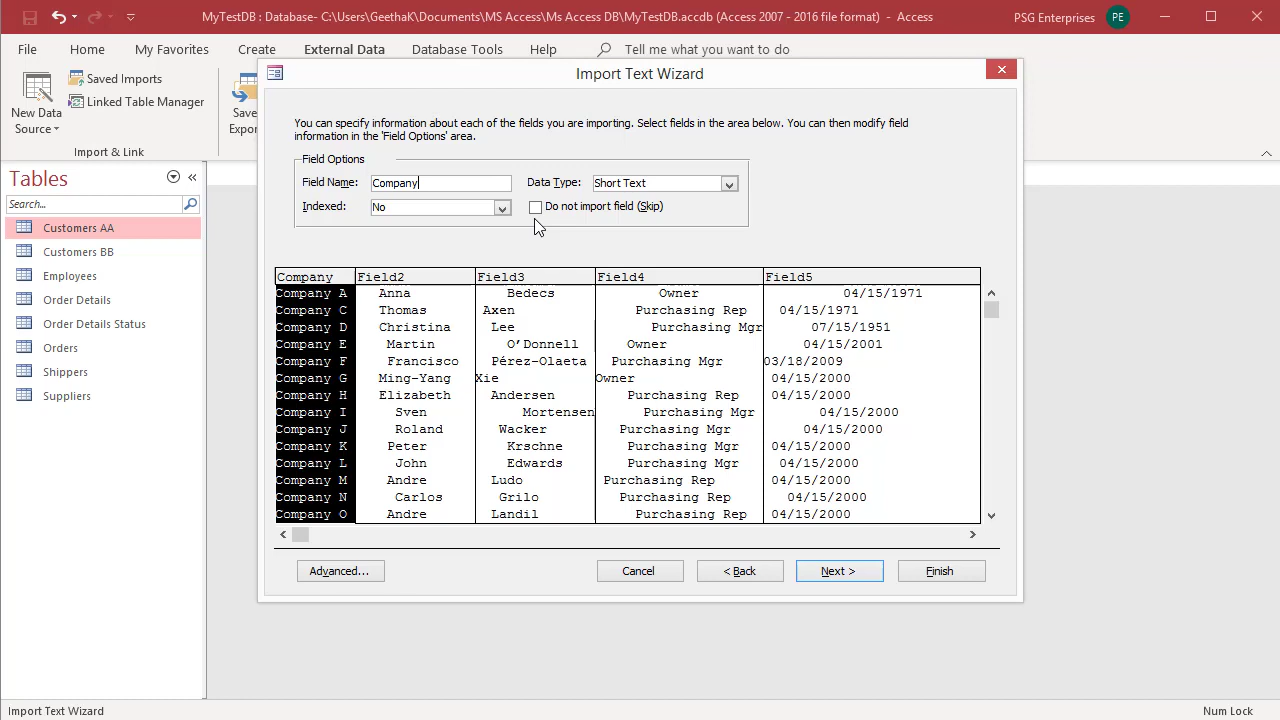 MyTestDB : Database- C:\Users\GeethaK\Documents\MS Access\Ms Access DB\MyTestDB.accdb (Access 2007 - 2016 file format) - Access
PSG Enterprises
PE
File
Home
My Favorites
Create
External Data
Database Tools
Help
Tell me what you want to do
New Data Source
Saved Imports
Linked Table Manager
Import & Link
Save
Expor
Import Text Wizard
You can specify information about each of the fields you are importing. Select fields in the area below. You can then modify field
information in the 'Field Options' area.
Field Options
Field Name: Company
Data Type: Short Text
Indexed: No
Do not import field (Skip)
Company Field2 Field3 Field4 Field5
Company A Anna Bedecs Owner 04/15/1971
Company C Thomas Axen Purchasing Rep 04/15/1971
Company D Christina Lee Purchasing Mgr 07/15/1951
Company E Martin O’Donnell Owner 04/15/2001
Company F Francisco Pérez-Olaeta Purchasing Mgr 03/18/2009
Company G Ming-Yang Xie Owner 04/15/2000
Company H Elizabeth Andersen Purchasing Rep 04/15/2000
Company I Sven Mortensen Purchasing Mgr 04/15/2000
Company J Roland Wacker Purchasing Mgr 04/15/2000
Company K Peter Krschne Purchasing Mgr 04/15/2000
Company L John Edwards Purchasing Mgr 04/15/2000
Company M Andre Ludo Purchasing Rep 04/15/2000
Company N Carlos Grilo Purchasing Rep 04/15/2000
Company O Andre Landil Purchasing Rep 04/15/2000
Advanced...
Cancel
< Back
Next >
Finish
Tables
Search...
Customers AA
Customers BB
Employees
Order Details
Order Details Status
Orders
Shippers
Suppliers
Import Text Wizard
Num Lock